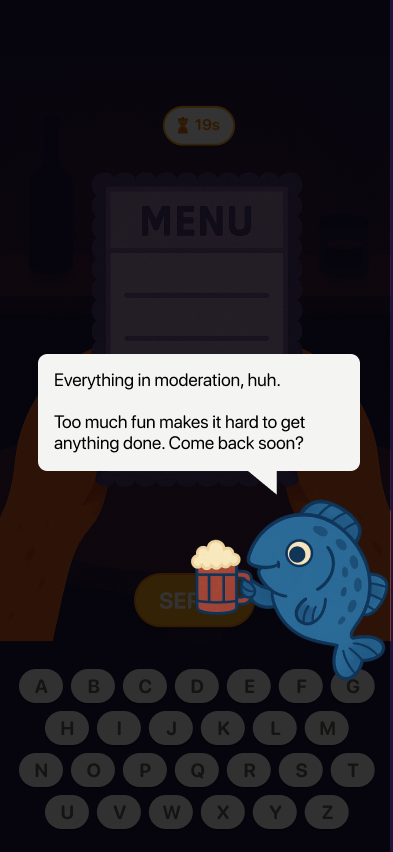 19s
MENU
Everything in moderation, huh.
Too much fun makes it hard to get
anything done. Come back soon?
A B C D E F G
H I J K L M
N O P Q R S T
U V W X Y Z